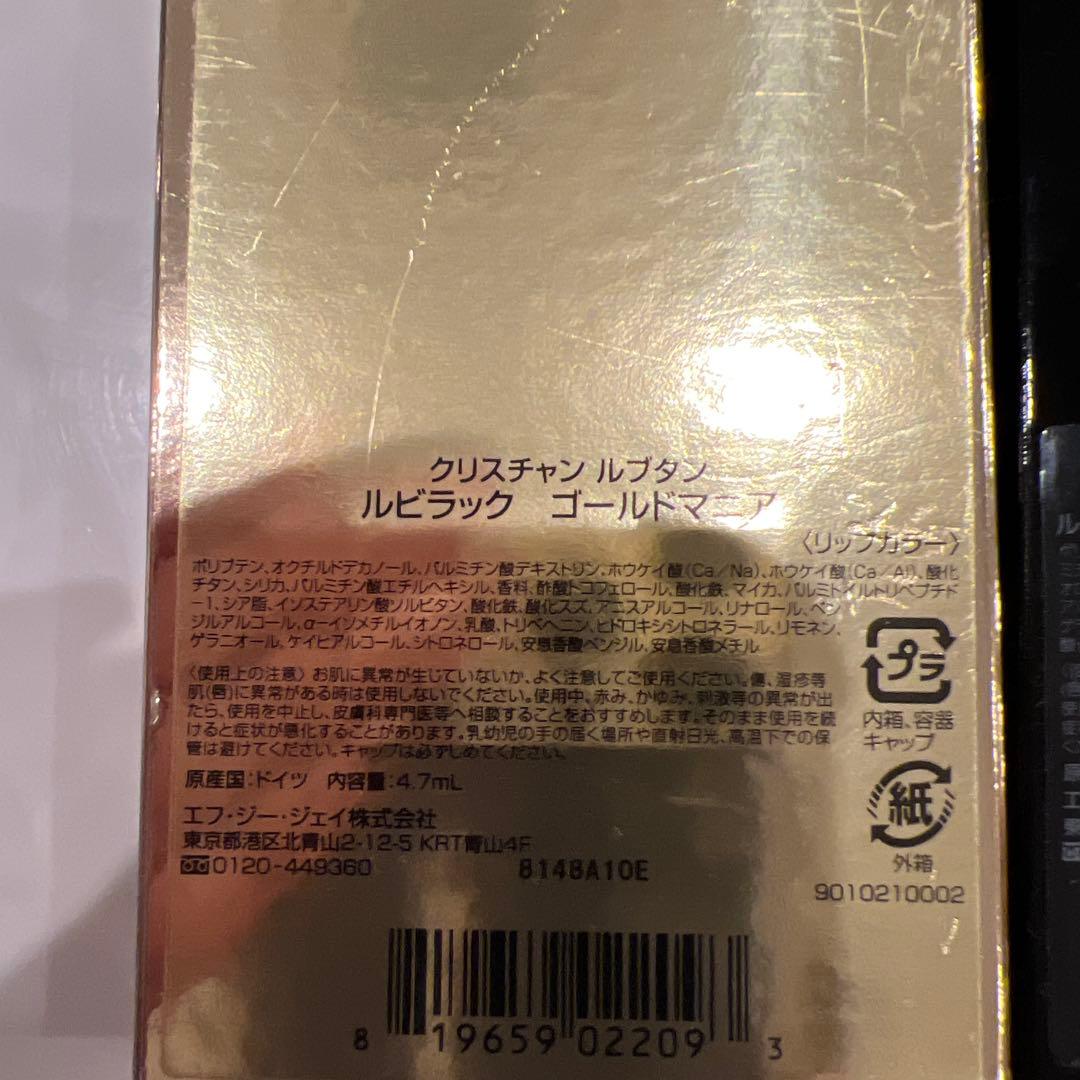 クリスチャン ルブタン
ルビラック ゴールドマニア
〈リップカラー〉
ポリブテン、オクチルドデカノール、パルミチン酸デキストリン、ホウケイ酸(Ca/Na)、ホウケイ酸(Ca/Al)、酸化
チタン、シリカ、パルミチン酸エチルヘキシル、香料、酢酸トコフェロール、酸化鉄、マイカ、パルミトイルトリペプチド
-1、シア脂、イソステアリン酸ソルビタン、酸化鉄、酸化スズ、アニスアルコール、リナロール、ベン
ジルアルコール、α-イソメチルイオノン、乳酸、トリベヘニン、ヒドロキシシトロネラール、リモネン、
ゲラニオール、ケイヒアルコール、シトロネロール、安息香酸ベンジル、安息香酸メチル
〈使用上の注意〉お肌に異常が生じていないか、よく注意してご使用ください。傷、湿疹等
肌(唇)に異常がある時は使用しないでください。使用中、赤み、かゆみ、刺激等の異常が出
たら、使用を中止し、皮膚科専門医等へ相談することをおすすめします。そのまま使用を続
けると症状が悪化することがあります。乳幼児の手の届く場所や直射日光、高温下での保
管は避けてください。キャップは必ずしめてください。
原産国:ドイツ 内容量:4.7mL
エフ・ジー・ジェイ株式会社
東京都港区北青山2-12-5 KRT青山4F
0120-449360
8148A10E
プラ
内箱、容器
キャップ
紙
外箱
9010210002
8 19659 02209 3